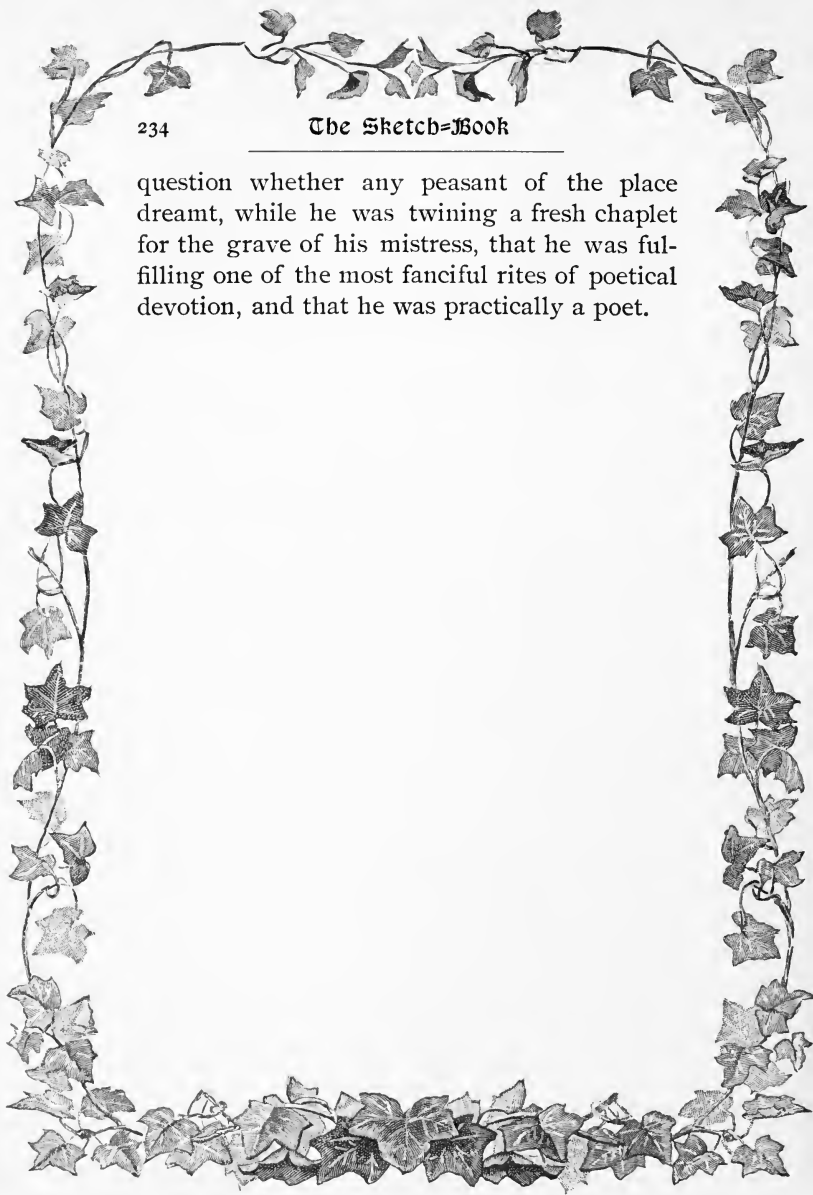 234 The Sketch=Book
question whether any peasant of the place
dreamt, while he was twining a fresh chaplet
for the grave of his mistress, that he was ful-
filling one of the most fanciful rites of poetical
devotion, and that he was practically a poet.